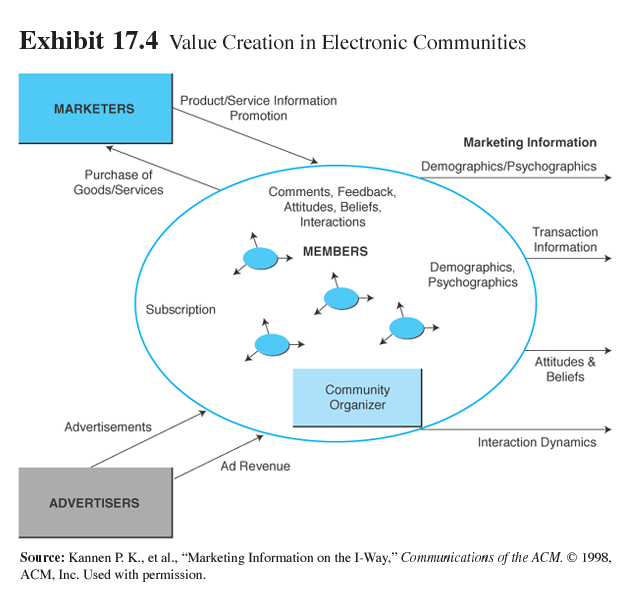 Exhibit 17.4 Value Creation in Electronic Communities
MARKETERS
Product/Service Information
Promotion
Marketing Information
Demographics/Psychographics
Purchase of
Goods/Services
Comments, Feedback,
Attitudes, Beliefs,
Interactions
MEMBERS
Transaction
Information
Demographics,
Psychographics
Subscription
Attitudes &
Beliefs
Community
Organizer
Advertisements
Interaction Dynamics
Ad Revenue
ADVERTISERS
Source: Kannen P. K., et al., “Marketing Information on the I-Way,” Communications of the ACM. © 1998,
ACM, Inc. Used with permission.